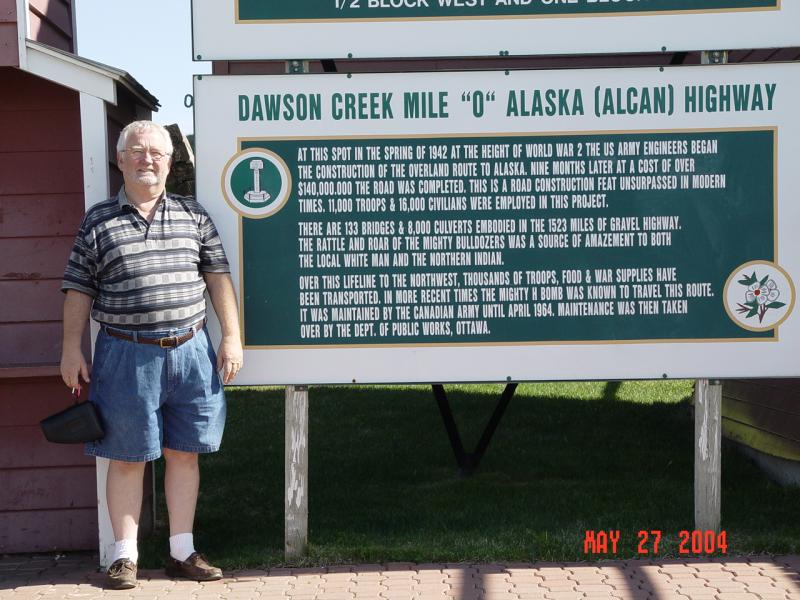 1/2 BLOCK WEST AND ONE BLOCK
DAWSON CREEK MILE "0" ALASKA (ALCAN) HIGHWAY
AT THIS SPOT IN THE SPRING OF 1942 AT THE HEIGHT OF WORLD WAR 2 THE US ARMY ENGINEERS BEGAN
THE CONSTRUCTION OF THE OVERLAND ROUTE TO ALASKA. NINE MONTHS LATER AT A COST OF OVER
$140,000.000 THE ROAD WAS COMPLETED. THIS IS A ROAD CONSTRUCTION FEAT UNSURPASSED IN MODERN
TIMES. 11,000 TROOPS & 16,000 CIVILIANS WERE EMPLOYED IN THIS PROJECT.
THERE ARE 133 BRIDGES & 8,000 CULVERTS EMBODIED IN THE 1523 MILES OF GRAVEL HIGHWAY.
THE RATTLE AND ROAR OF THE MIGHTY BULLDOZERS WAS A SOURCE OF AMAZEMENT TO BOTH
THE LOCAL WHITE MAN AND THE NORTHERN INDIAN.
OVER THIS LIFELINE TO THE NORTHWEST, THOUSANDS OF TROOPS, FOOD & WAR SUPPLIES HAVE
BEEN TRANSPORTED. IN MORE RECENT TIMES THE MIGHTY H BOMB WAS KNOWN TO TRAVEL THIS ROUTE.
IT WAS MAINTAINED BY THE CANADIAN ARMY UNTIL APRIL 1964. MAINTENANCE WAS THEN TAKEN
OVER BY THE DEPT. OF PUBLIC WORKS, OTTAWA.
MAY 27 2004